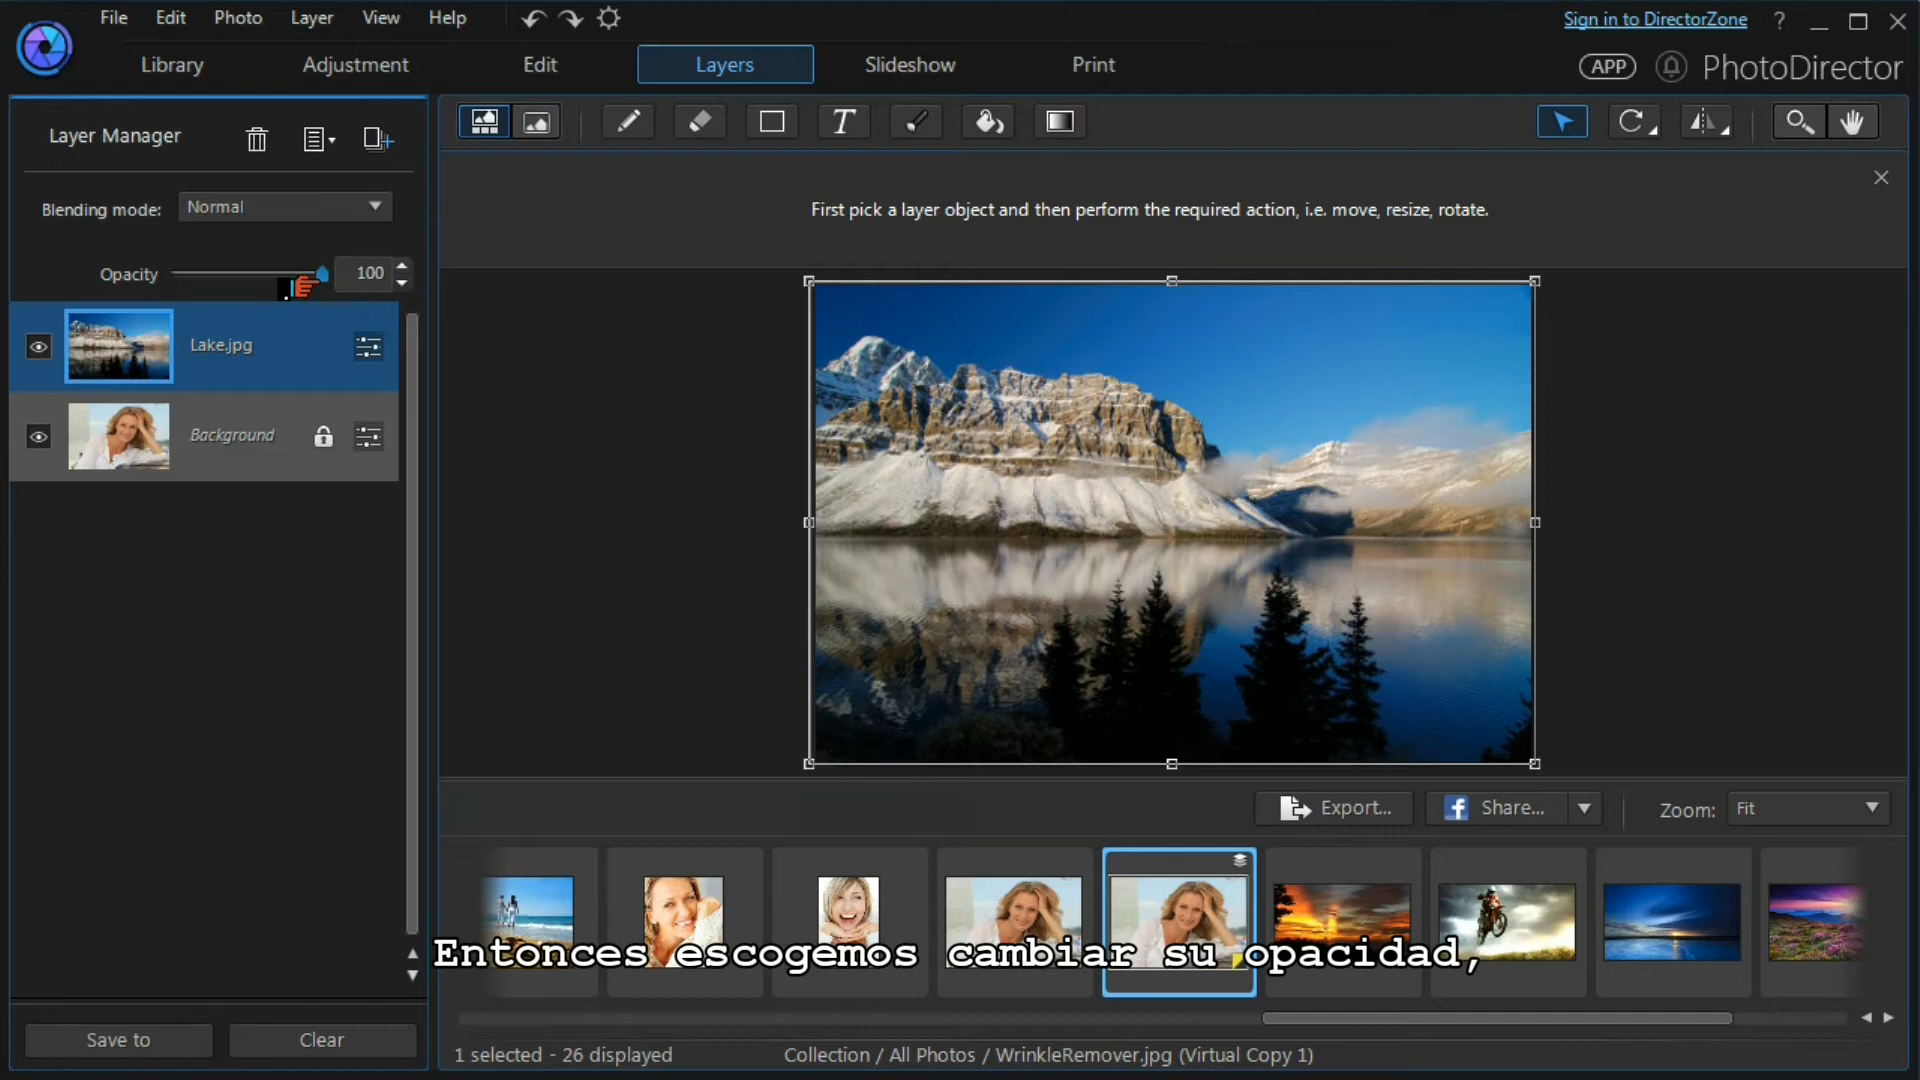 File Edit Photo Layer View Help
Sign in to DirectorZone ?
Library Adjustment Edit Layers Slideshow Print
APP PhotoDirector
Layer Manager
T
Blending mode: Normal
First pick a layer object and then perform the required action, i.e. move, resize, rotate.
Opacity 100
Lake.jpg
Background
Export... f Share... Zoom: Fit
Entonces escogemos cambiar su opacidad,
Save to Clear
1 selected - 26 displayed Collection / All Photos / WrinkleRemover.jpg (Virtual Copy 1)